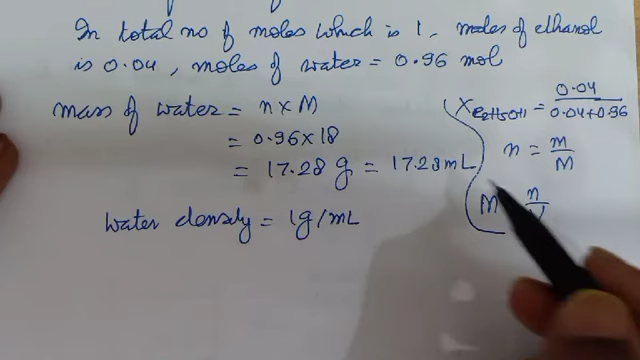 In total no of moles which is 1, moles of ethanol
is 0.04, moles of water = 0.96 mol
mass of water = n × M
= 0.96×18
= 17.28 g = 17.28mL
Water density = 1g/mL
X C2H5OH = 0.04/0.04+0.96
n = m/M
M = n/V